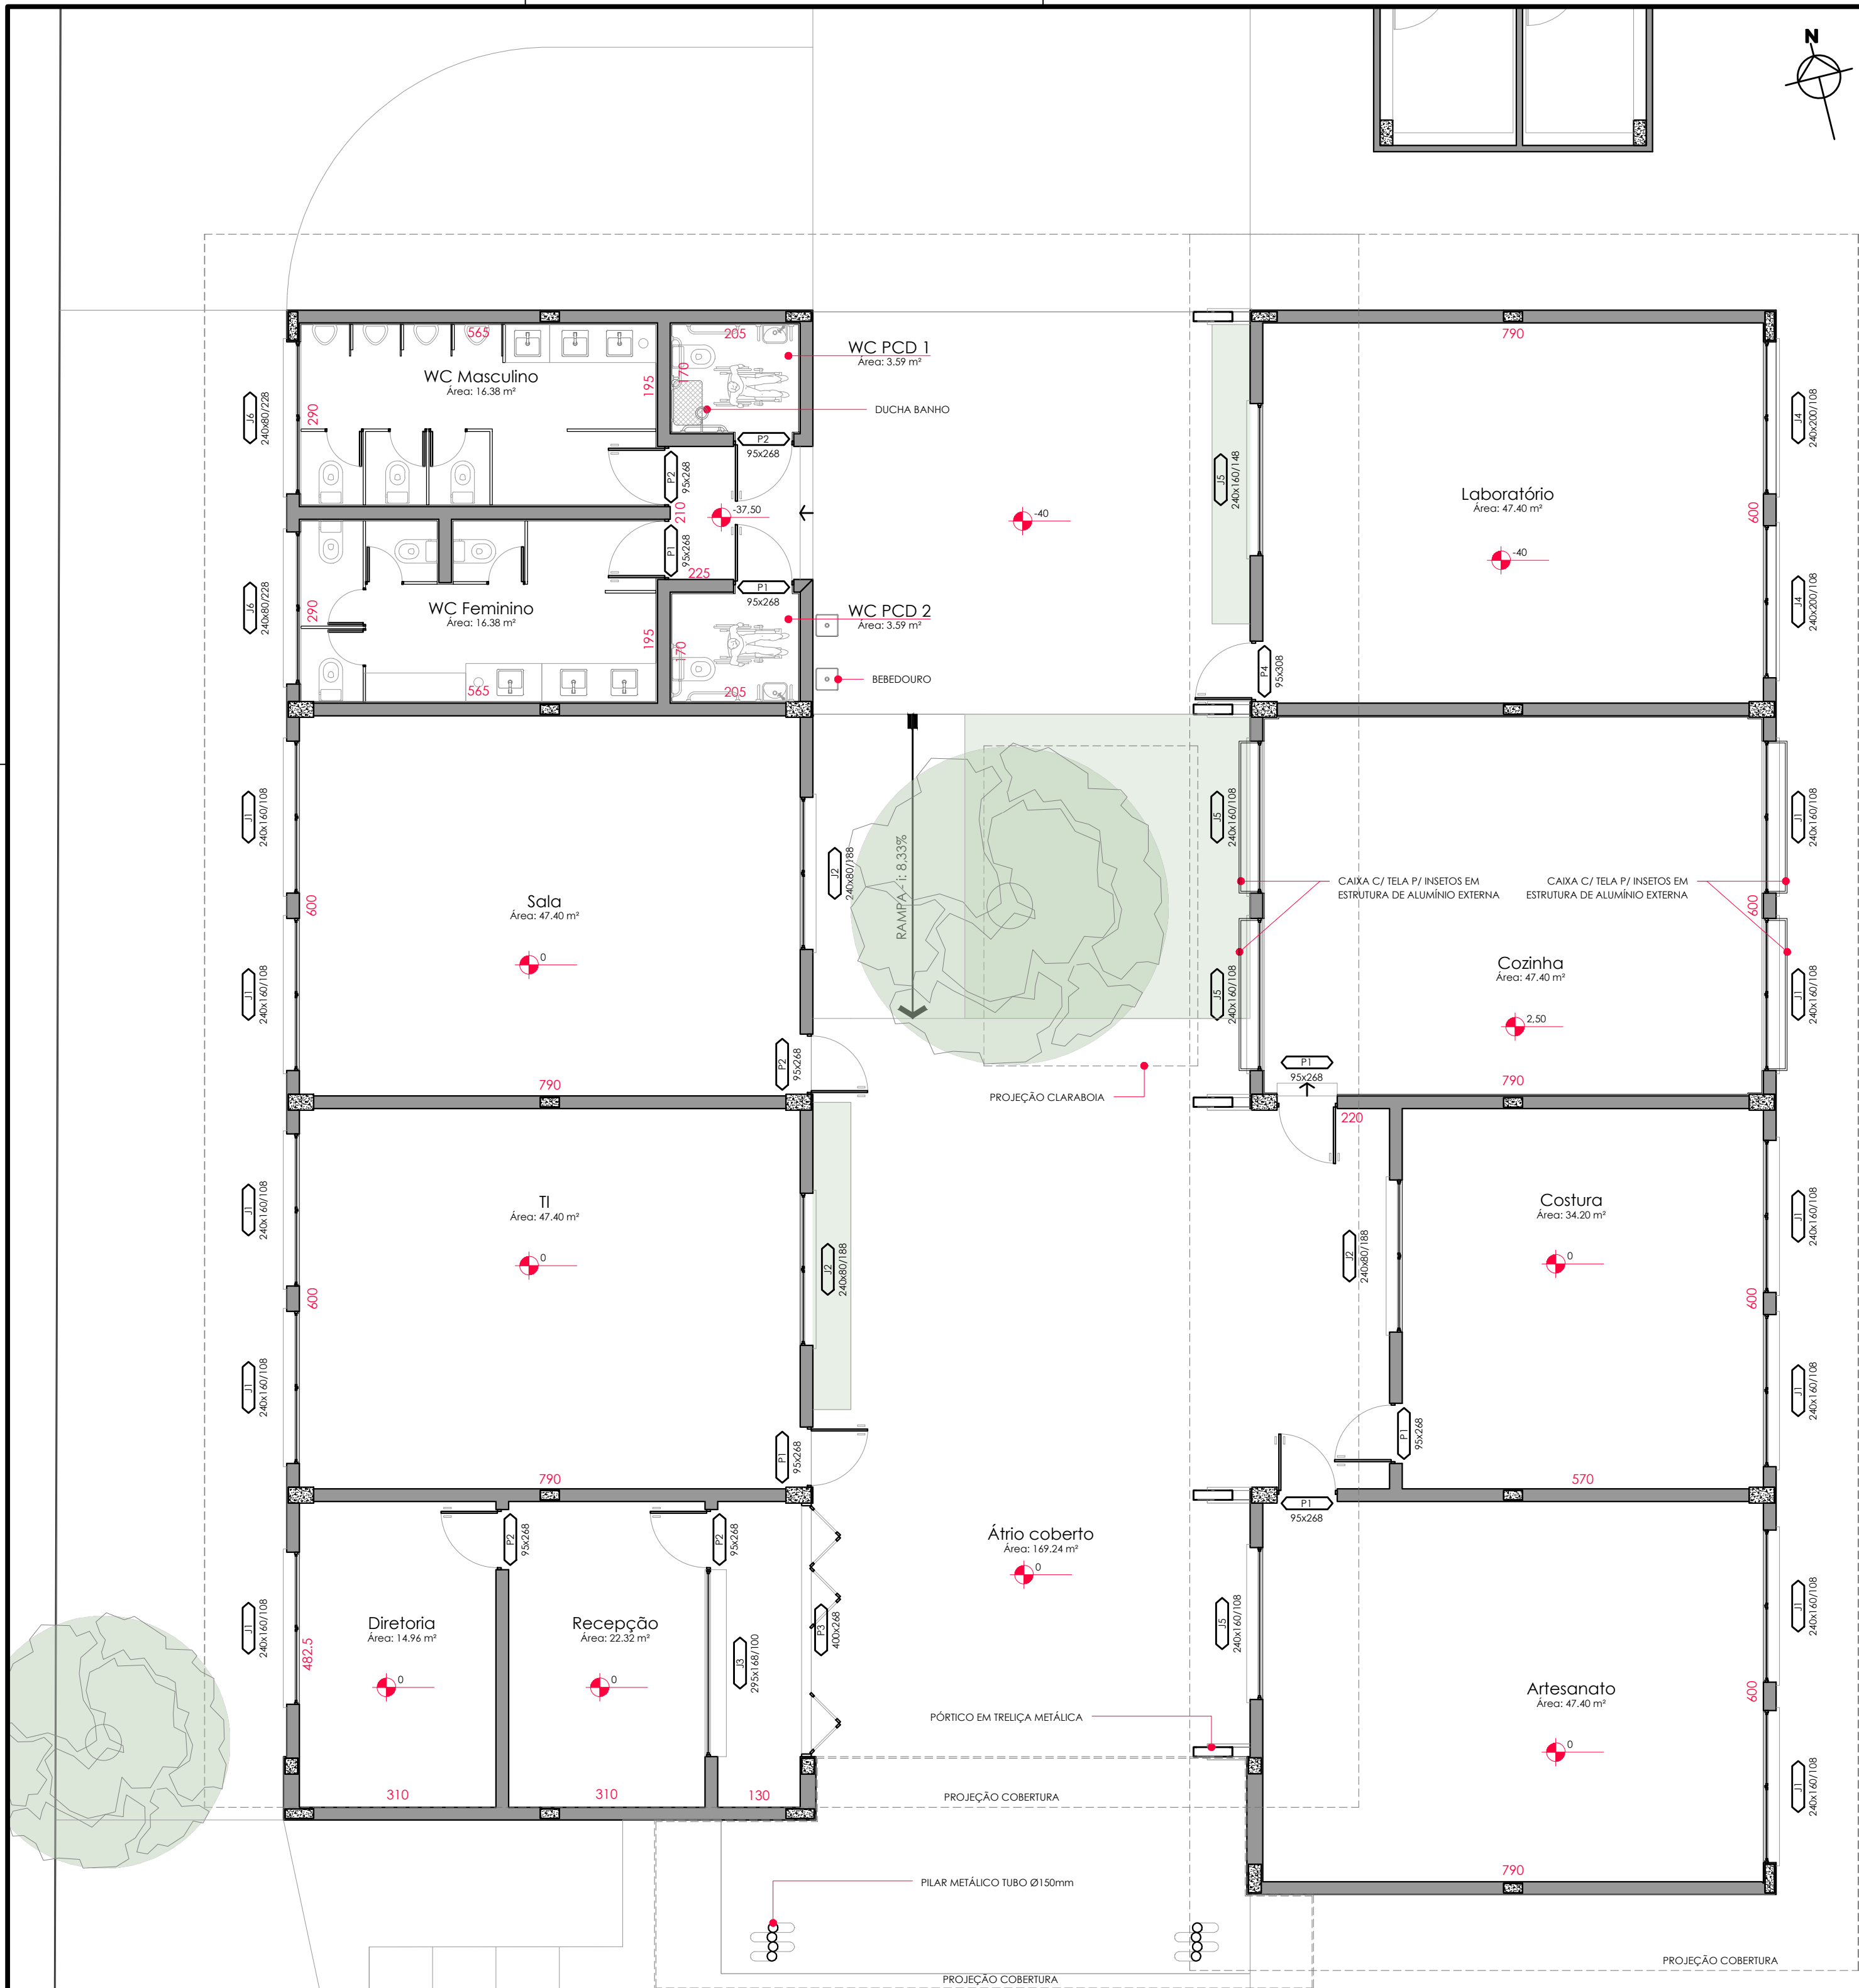 N
565
205
790
WC PCD 1
Área: 3.59 m²
WC Masculino
Área: 16.38 m²
170
195
290
J6
240x80/228
DUCHA BANHO
J4
240x200/108
P2
95x268
P2
95x268
J5
240x160/148
Laboratório
Área: 47.40 m²
600
-37,50
210
-40
-40
P1
95x268
225
P1
95x268
J6
240x80/228
290
WC Feminino
Área: 16.38 m²
WC PCD 2
Área: 3.59 m²
J4
240x200/108
195
170
P4
95x308
BEBEDOURO
565
205
J1
240x160/108
J2
240x80/188
RAMPA - i: 8,33%
J5
240x160/108
J1
240x160/108
CAIXA C/ TELA P/ INSETOS EM
ESTRUTURA DE ALUMÍNIO EXTERNA
CAIXA C/ TELA P/ INSETOS EM
ESTRUTURA DE ALUMÍNIO EXTERNA
Sala
Área: 47.40 m²
600
600
0
Cozinha
Área: 47.40 m²
J1
240x160/108
J5
240x160/108
J1
240x160/108
2,50
P2
95x268
P1
95x268
790
790
PROJEÇÃO CLARABOIA
220
J1
240x160/108
TI
Área: 47.40 m²
Costura
Área: 34.20 m²
J1
240x160/108
0
J2
240x80/188
J2
240x80/188
0
600
600
J1
240x160/108
J1
240x160/108
P1
95x268
P1
95x268
790
570
P1
95x268
P2
95x268
P2
95x268
Átrio coberto
Área: 169.24 m²
0
J1
240x160/108
482.5
Diretoria
Área: 14.96 m²
Recepção
Área: 22.32 m²
P3
400x268
J5
240x160/108
J1
240x160/108
J3
295x168/100
0
0
Artesanato
Área: 47.40 m²
600
PÓRTICO EM TRELIÇA METÁLICA
0
J1
240x160/108
310
310
130
PROJEÇÃO COBERTURA
790
PILAR METÁLICO TUBO Ø150mm
PROJEÇÃO COBERTURA
PROJEÇÃO COBERTURA